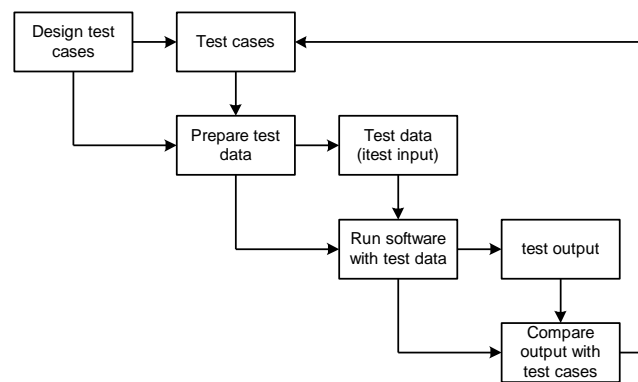 Design test
cases
Test cases
Prepare test
data
Test data
(itest input)
Run software
with test data
test output
Compare
output with
test cases